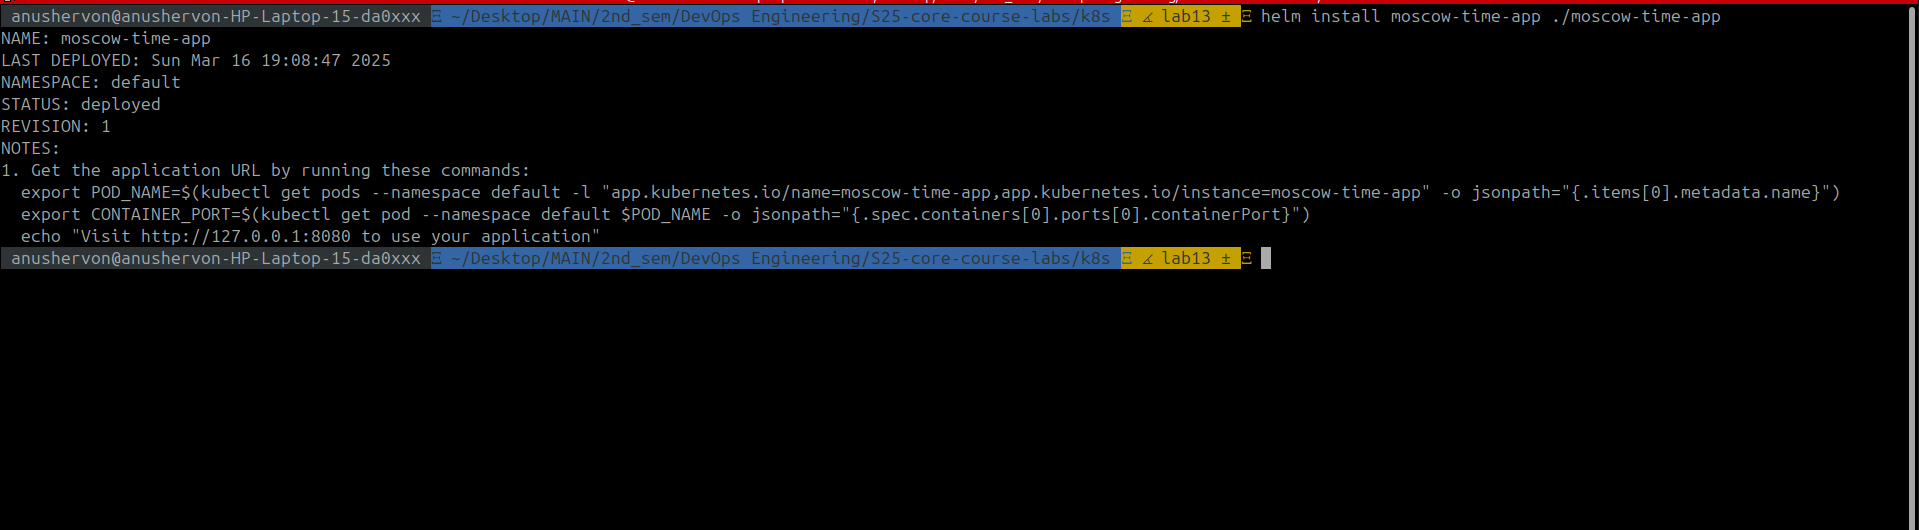 anushervon@anushervon-HP-Laptop-15-da0xxx Ξ ~/Desktop/MAIN/2nd_sem/DevOps Engineering/S25-core-course-labs/k8s Ξ ∡ lab13 ± Ξ helm install moscow-time-app ./moscow-time-app
NAME: moscow-time-app
LAST DEPLOYED: Sun Mar 16 19:08:47 2025
NAMESPACE: default
STATUS: deployed
REVISION: 1
NOTES:
1. Get the application URL by running these commands:
  export POD_NAME=$(kubectl get pods --namespace default -l "app.kubernetes.io/name=moscow-time-app,app.kubernetes.io/instance=moscow-time-app" -o jsonpath="{.items[0].metadata.name}")
  export CONTAINER_PORT=$(kubectl get pod --namespace default $POD_NAME -o jsonpath="{.spec.containers[0].ports[0].containerPort}")
  echo "Visit http://127.0.0.1:8080 to use your application"
anushervon@anushervon-HP-Laptop-15-da0xxx Ξ ~/Desktop/MAIN/2nd_sem/DevOps Engineering/S25-core-course-labs/k8s Ξ ∡ lab13 ± Ξ